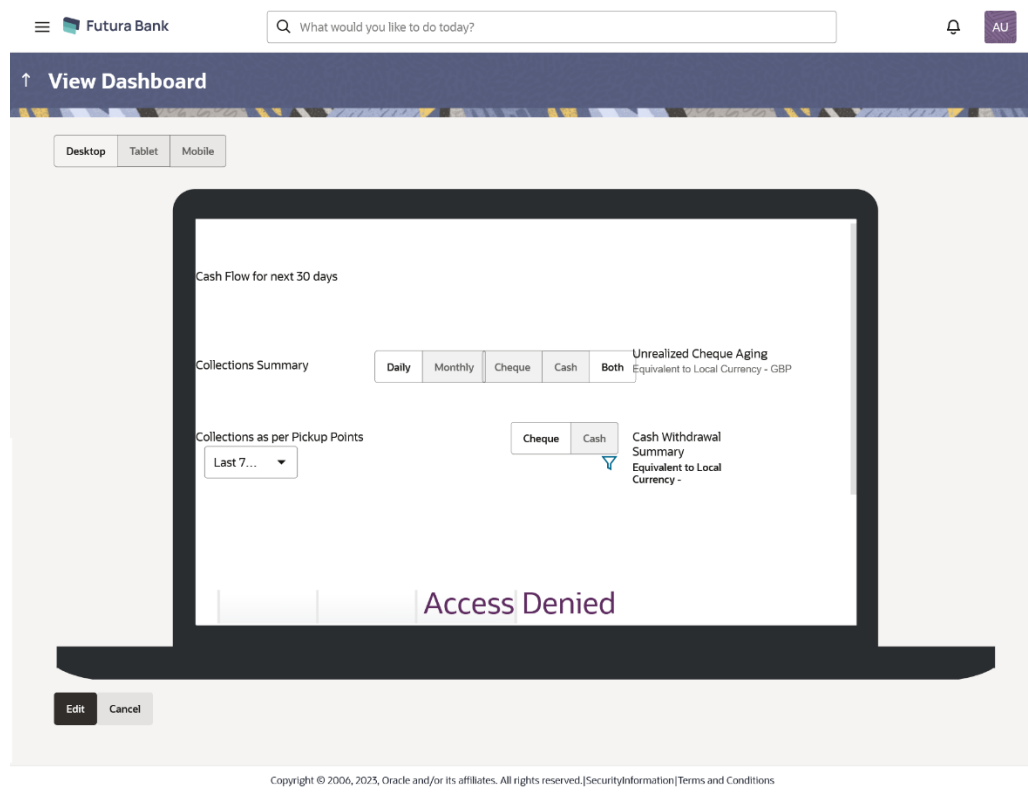 Futura Bank
What would you like to do today?
AU
View Dashboard
Desktop Tablet Mobile
Cash Flow for next 30 days
Collections Summary
Daily Monthly Cheque Cash Both
Unrealized Cheque Aging
Equivalent to Local Currency - GBP
Collections as per Pickup Points
Last 7...
Cheque Cash
Cash Withdrawal
Summary
Equivalent to Local
Currency -
Access Denied
Edit Cancel
Copyright © 2006, 2023, Oracle and/or its affiliates. All rights reserved.|SecurityInformation|Terms and Conditions